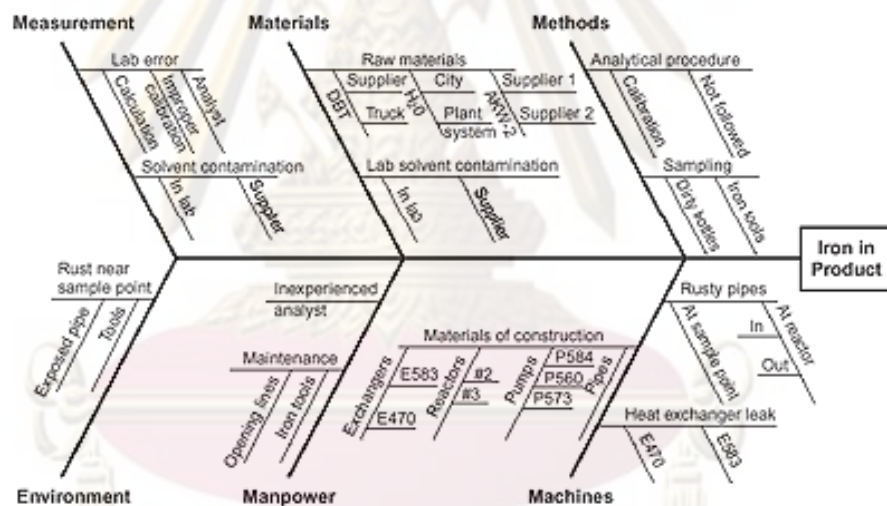 Measurement
Materials
Methods
Lab error
Calculation
Improper
calibration
Analyst
Solvent contamination
In lab
Supplier
Raw materials
DBT
Supplier
Truck
H₂0
City
Plant
system
AKW-2
Supplier 1
Supplier 2
Lab solvent contamination
In lab
Supplier
Analytical procedure
Calibration
Not followed
Sampling
Dirty bottles
Iron tools
Iron in
Product
Rust near
sample point
Exposed pipe
Tools
Inexperienced
analyst
Maintenance
Opening lines
Iron tools
Materials of construction
Exchangers
E583
E470
Reactors
#2
#3
Pumps
P584
P560
P573
Pipes
Rusty pipes
At sample point
At reactor
In
Out
Heat exchanger leak
E470
E583
Environment
Manpower
Machines